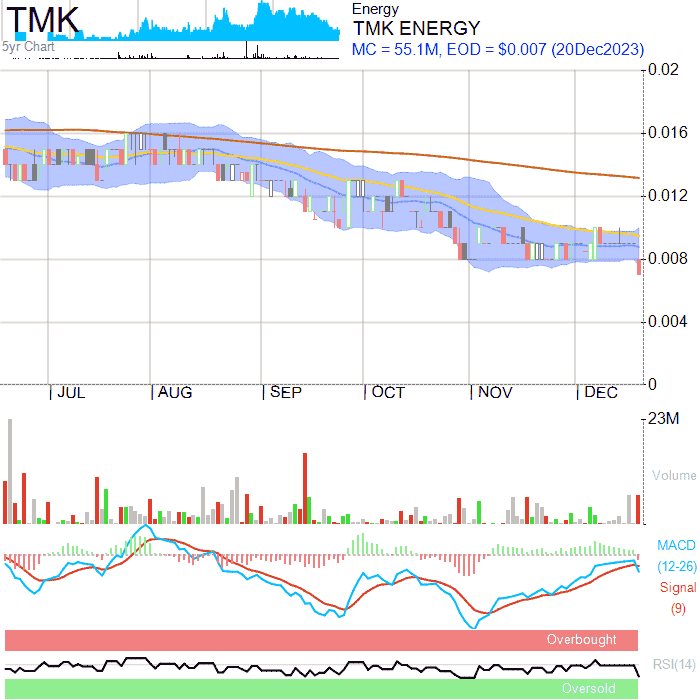 TMK
5yr Chart
Energy
TMK ENERGY
MC = 55.1M, EOD = $0.007 (20Dec2023)
0.02
0.016
0.012
0.008
0.004
0
JUL AUG SEP OCT NOV DEC
23M
Volume
MACD
(12-26)
Signal
(9)
Overbought
RSI(14)
Oversold